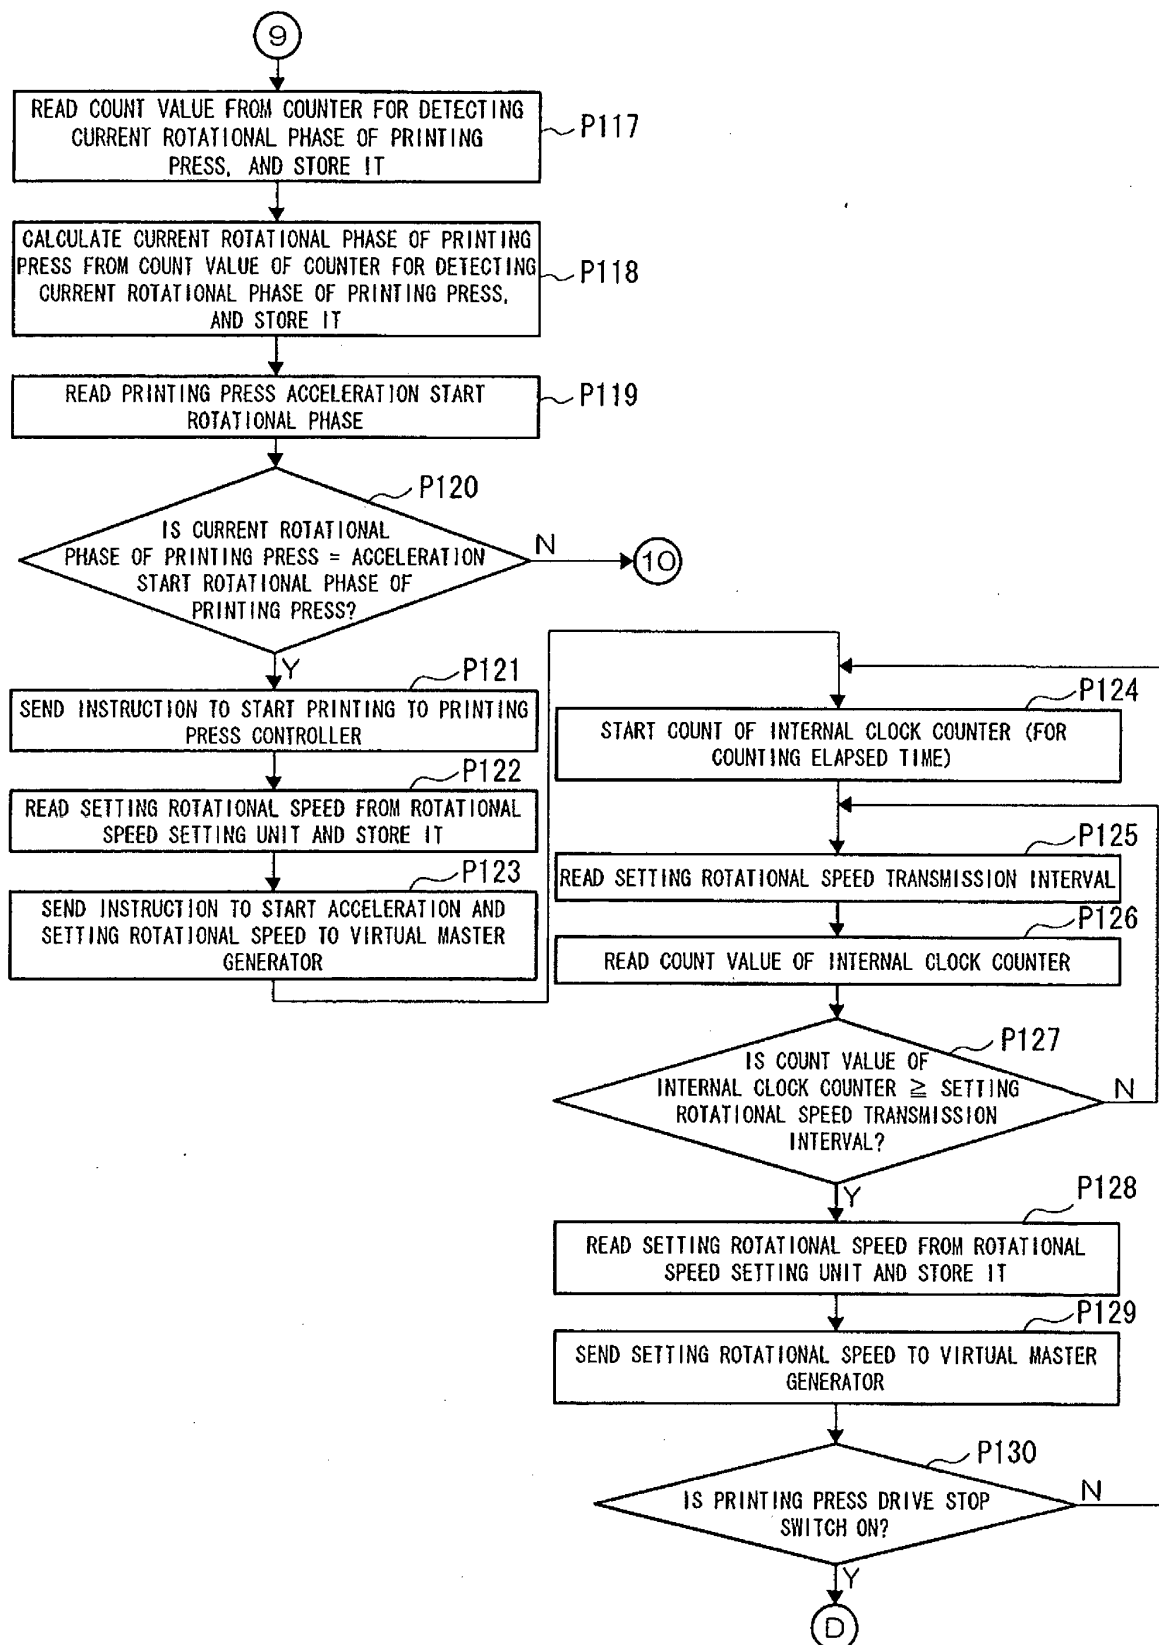 9
READ COUNT VALUE FROM COUNTER FOR DETECTING
CURRENT ROTATIONAL PHASE OF PRINTING
PRESS, AND STORE IT
P117
CALCULATE CURRENT ROTATIONAL PHASE OF PRINTING
PRESS FROM COUNT VALUE OF COUNTER FOR DETECTING
CURRENT ROTATIONAL PHASE OF PRINTING PRESS,
AND STORE IT
P118
READ PRINTING PRESS ACCELERATION START
ROTATIONAL PHASE
P119
P120
IS CURRENT ROTATIONAL
PHASE OF PRINTING PRESS = ACCELERATION
START ROTATIONAL PHASE OF
PRINTING PRESS?
N
10
Y
P121
SEND INSTRUCTION TO START PRINTING TO PRINTING
PRESS CONTROLLER
P122
READ SETTING ROTATIONAL SPEED FROM ROTATIONAL
SPEED SETTING UNIT AND STORE IT
P123
SEND INSTRUCTION TO START ACCELERATION AND
SETTING ROTATIONAL SPEED TO VIRTUAL MASTER
GENERATOR
P124
START COUNT OF INTERNAL CLOCK COUNTER (FOR
COUNTING ELAPSED TIME)
P125
READ SETTING ROTATIONAL SPEED TRANSMISSION INTERVAL
P126
READ COUNT VALUE OF INTERNAL CLOCK COUNTER
P127
IS COUNT VALUE OF
INTERNAL CLOCK COUNTER ≧ SETTING
ROTATIONAL SPEED TRANSMISSION
INTERVAL?
N
Y
P128
READ SETTING ROTATIONAL SPEED FROM ROTATIONAL
SPEED SETTING UNIT AND STORE IT
P129
SEND SETTING ROTATIONAL SPEED TO VIRTUAL MASTER
GENERATOR
P130
IS PRINTING PRESS DRIVE STOP
SWITCH ON?
N
Y
D